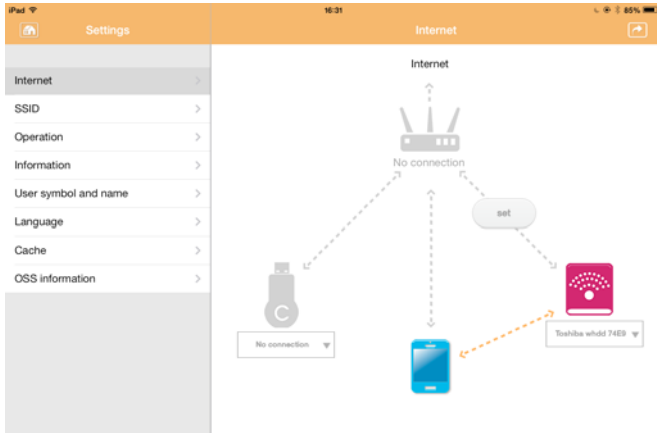 iPad 16:31 85%
Settings
Internet
SSID
Operation
Information
User symbol and name
Language
Cache
OSS information
Internet
Internet
No connection
set
C
No connection
Toshiba whdd 74E9